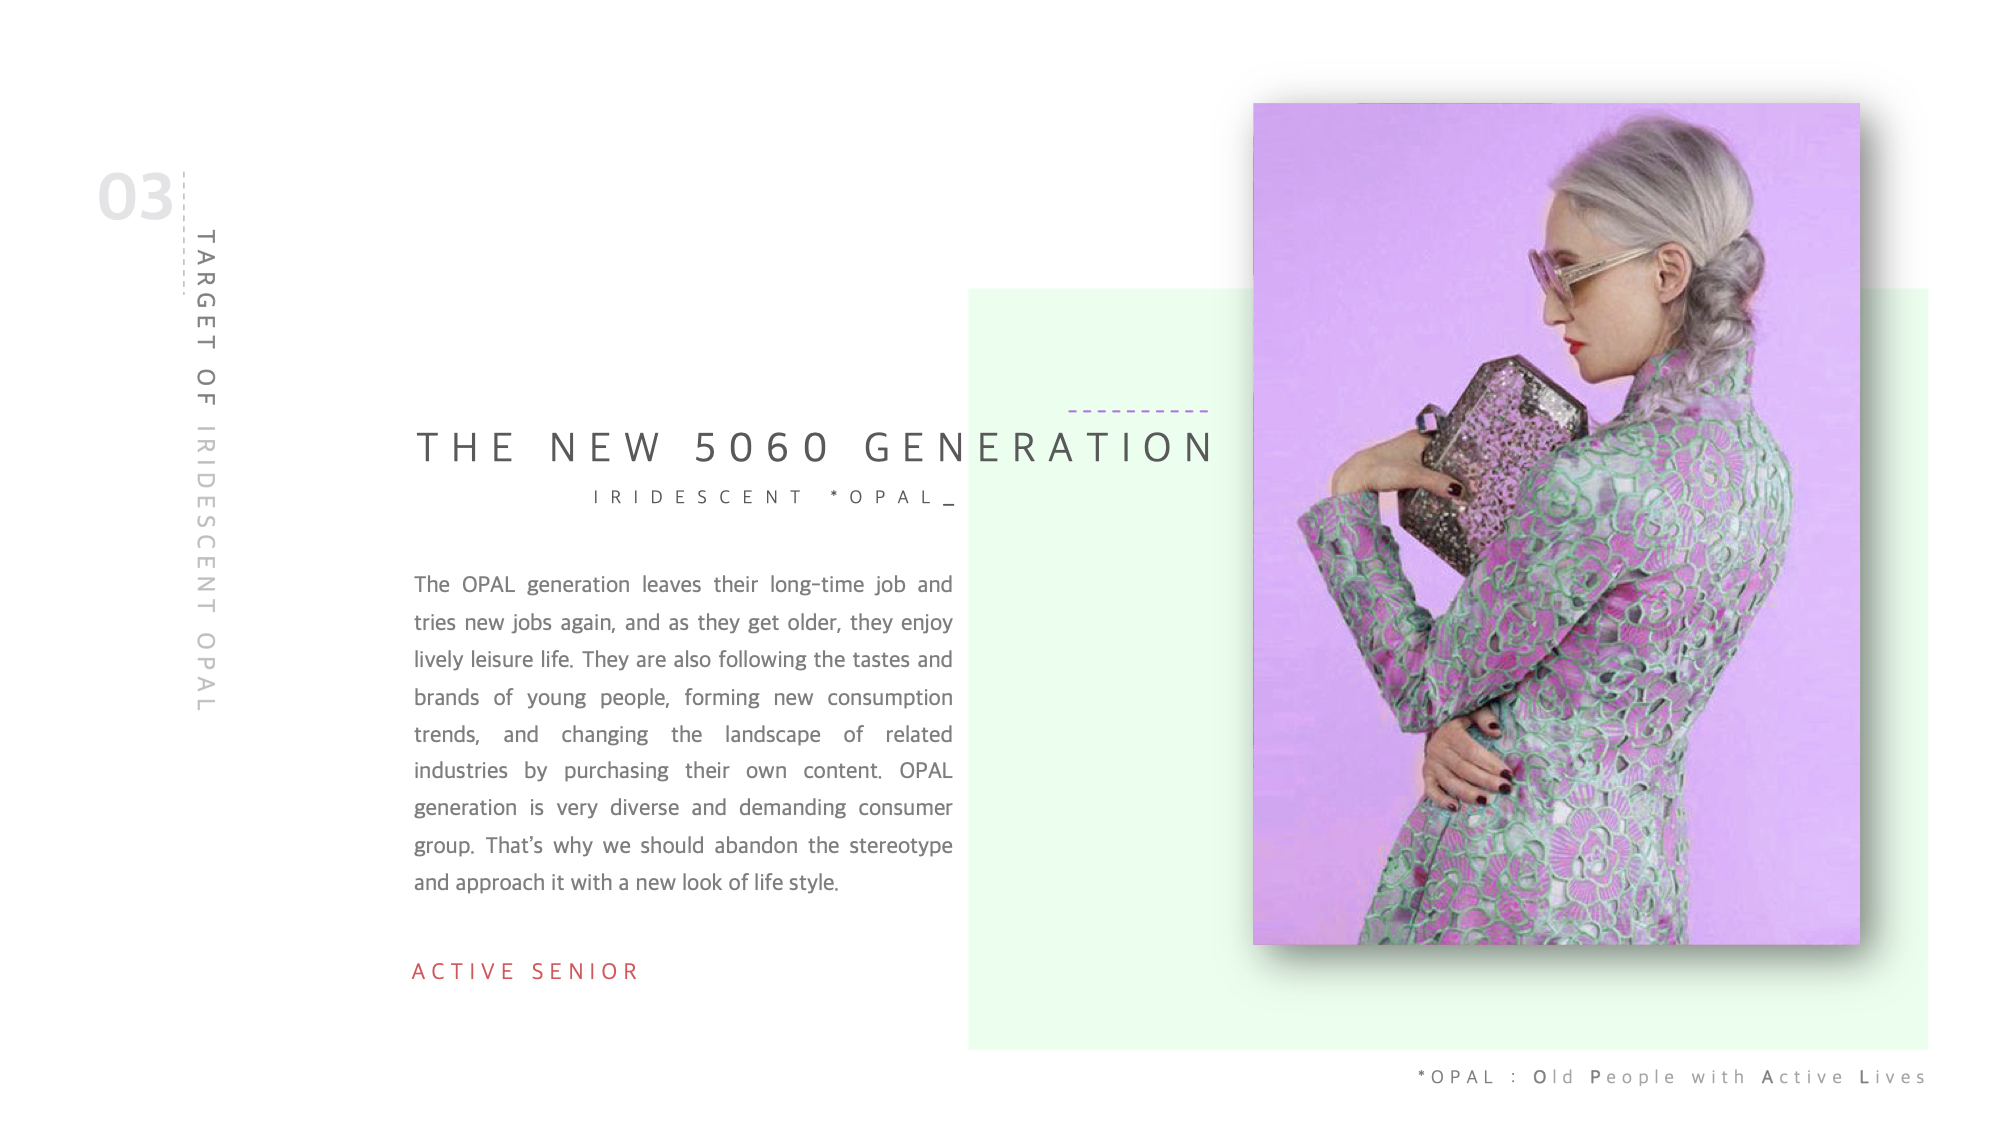 03
TARGET OF IRIDESCENT OPAL
THE NEW 5060 GENERATION
IRIDESCENT *OPAL_
The OPAL generation leaves their long-time job and
tries new jobs again, and as they get older, they enjoy
lively leisure life. They are also following the tastes and
brands of young people, forming new consumption
trends, and changing the landscape of related
industries by purchasing their own content. OPAL
generation is very diverse and demanding consumer
group. That's why we should abandon the stereotype
and approach it with a new look of life style.
ACTIVE SENIOR
*OPAL : Old People with Active Lives